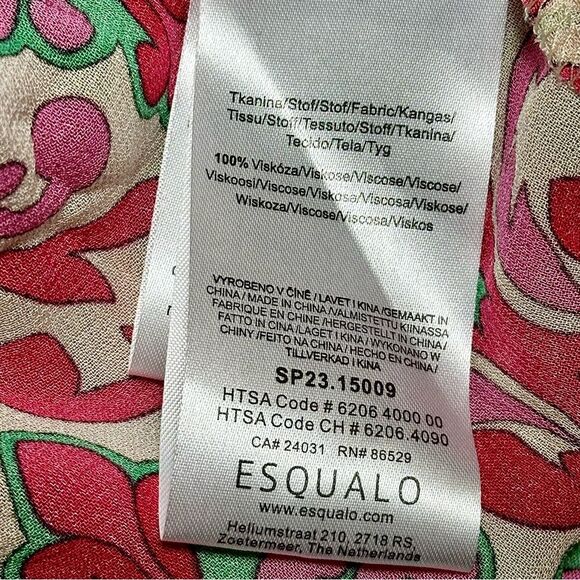 Tkanina/Stof/Stof/Fabric/Kangas/
Tissu/Stoff/Tessuto/Stoff/Tkanina/
Tecido/Tela/Tyg
100% Viskóza/Viskose/Viscose/Viscose/
Viskoosi/Viscose/Viskose/Viscosa/Viskose/
Wiskoza/Viscose/Viscosa/Viskos
VYROBENO V ČÍNĚ / LAVET I KINA /GEMAAKT IN
CHINA / MADE IN CHINA /VALMISTETTU KIINASSA
FABRIQUE EN CHINE /HERGESTELLT IN CHINA/
FATTO IN CINA /LAGET I KINA / WYKONANO W
CHINY /FEITO NA CHINA / HECHO EN CHINA /
TILLVERKAD I KINA
SP23.15009
HTSA Code # 6206 4000 00
HTSA Code CH # 6206.4090
CA# 24031 RN# 86529
ESQUALO
www.esqualo.com
Heliumstraat 210, 2718 RS,
Zoetermeer, The Netherlands